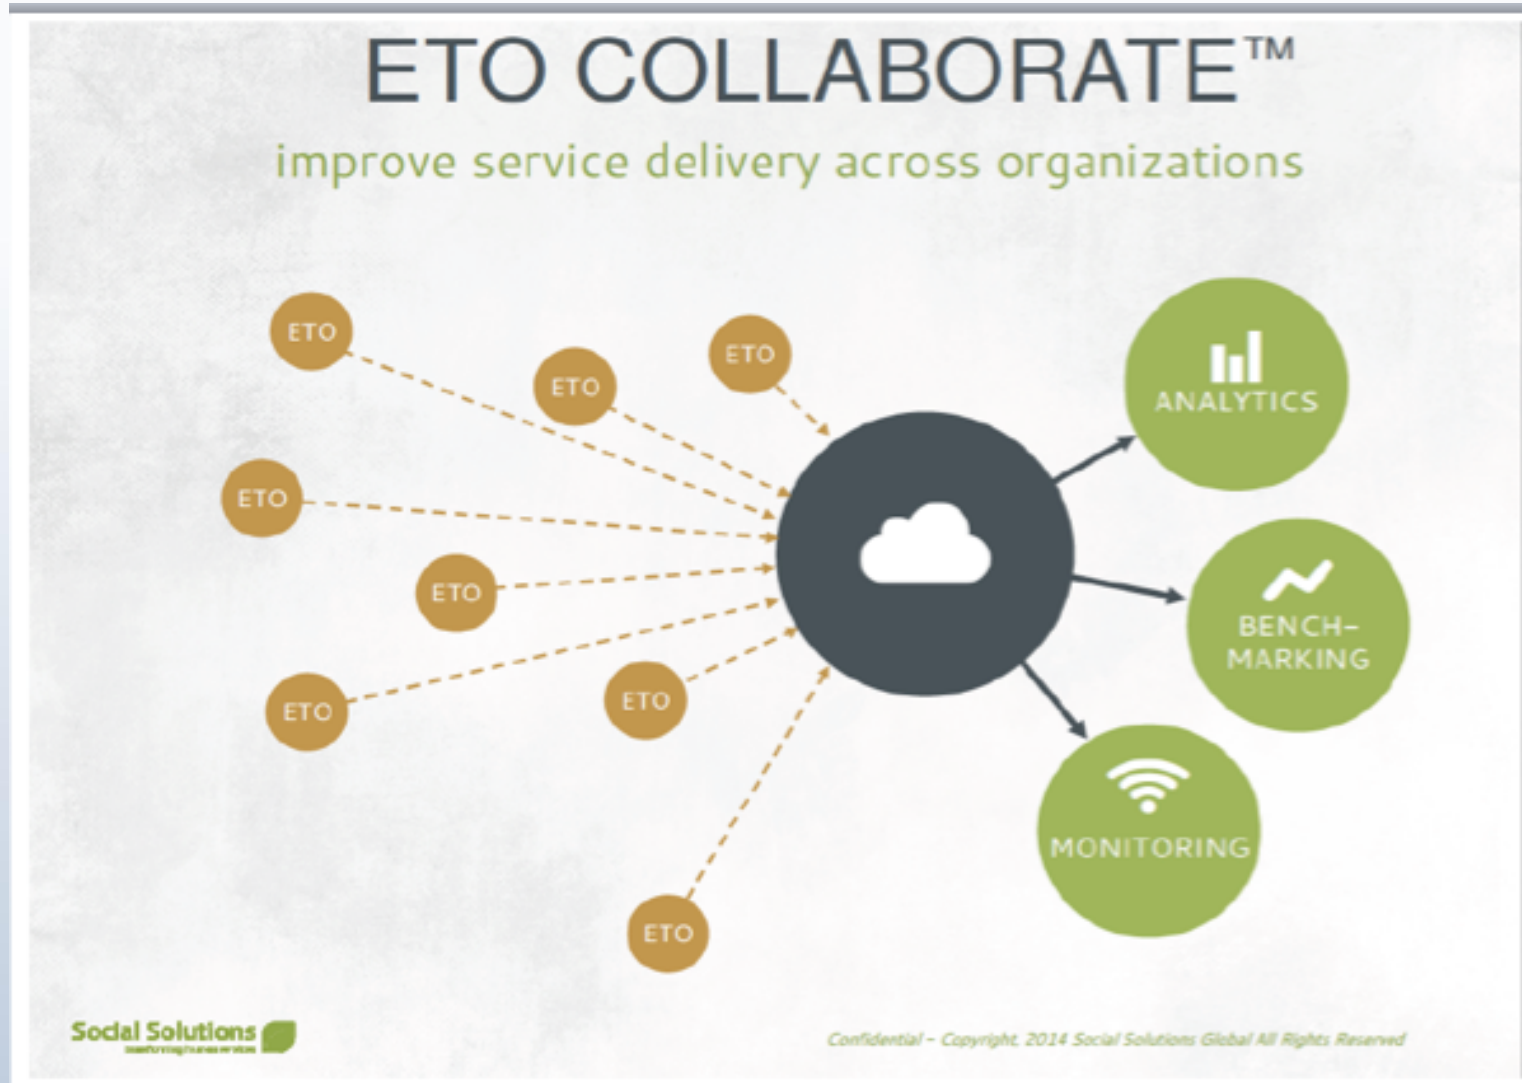 ETO COLLABORATE™
improve service delivery across organizations
ETO
ETO
ETO
ETO
ETO
ETO
ETO
ETO
ANALYTICS
BENCH-
MARKING
MONITORING
Social Solutions
Confidential – Copyright, 2014 Social Solutions Global All Rights Reserved